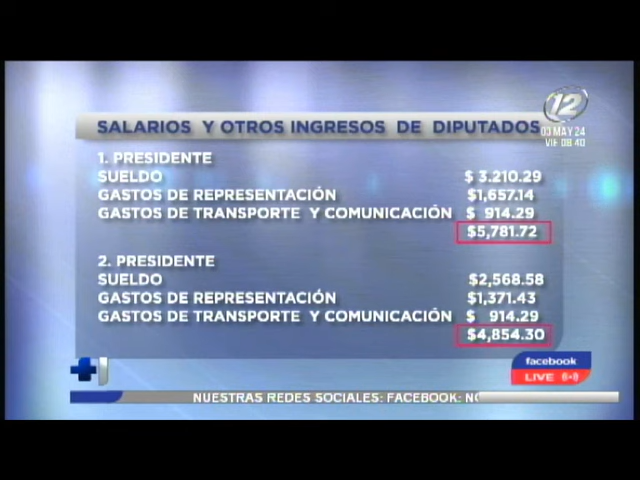 12
03 MAY 24
VIE 08 40
SALARIOS Y OTROS INGRESOS DE DIPUTADOS
1. PRESIDENTE
SUELDO $ 3.210.29
GASTOS DE REPRESENTACIÓN $1,657.14
GASTOS DE TRANSPORTE Y COMUNICACIÓN $ 914.29
$5,781.72
2. PRESIDENTE
SUELDO $2,568.58
GASTOS DE REPRESENTACIÓN $1,371.43
GASTOS DE TRANSPORTE Y COMUNICACIÓN $ 914.29
$4,854.30
facebook
LIVE
NUESTRAS REDES SOCIALES: FACEBOOK: